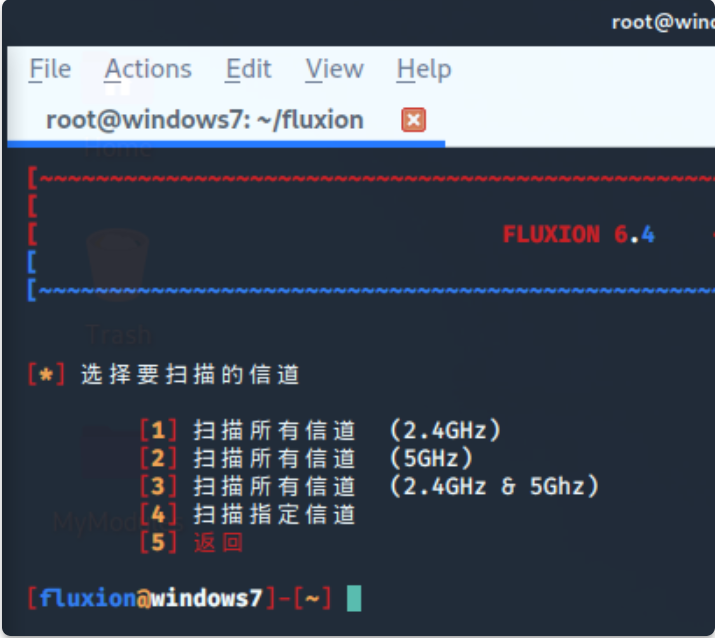 root@wind
File Actions Edit View Help
root@windows7: ~/fluxion
Home
[~~~~~~~~~~~~~~~~~~~~~~~~~~~~~~~~~~~~~~~~~~~~~~~~~~~~~~
[
[ FLUXION 6.4
[
[~~~~~~~~~~~~~~~~~~~~~~~~~~~~~~~~~~~~~~~~~~~~~~~~~~~~~~
Trash
[*] 选择要扫描的信道
[1] 扫描所有信道 (2.4GHz)
[2] 扫描所有信道 (5GHz)
[3] 扫描所有信道 (2.4GHz & 5Ghz)
[4] 扫描指定信道
[5] 返回
[fluxion@windows7]-[~]